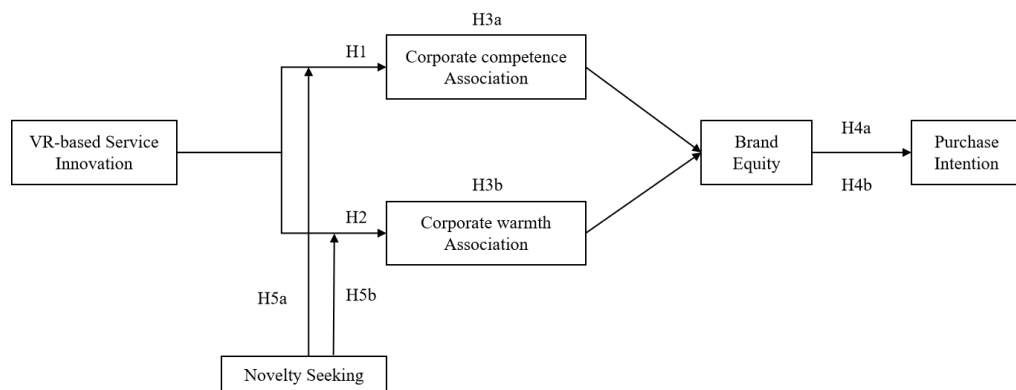 H3a
H1
Corporate competence
Association
VR-based Service
Innovation
Brand
Equity
H4a
H4b
Purchase
Intention
H3b
H2
Corporate warmth
Association
H5a
H5b
Novelty Seeking